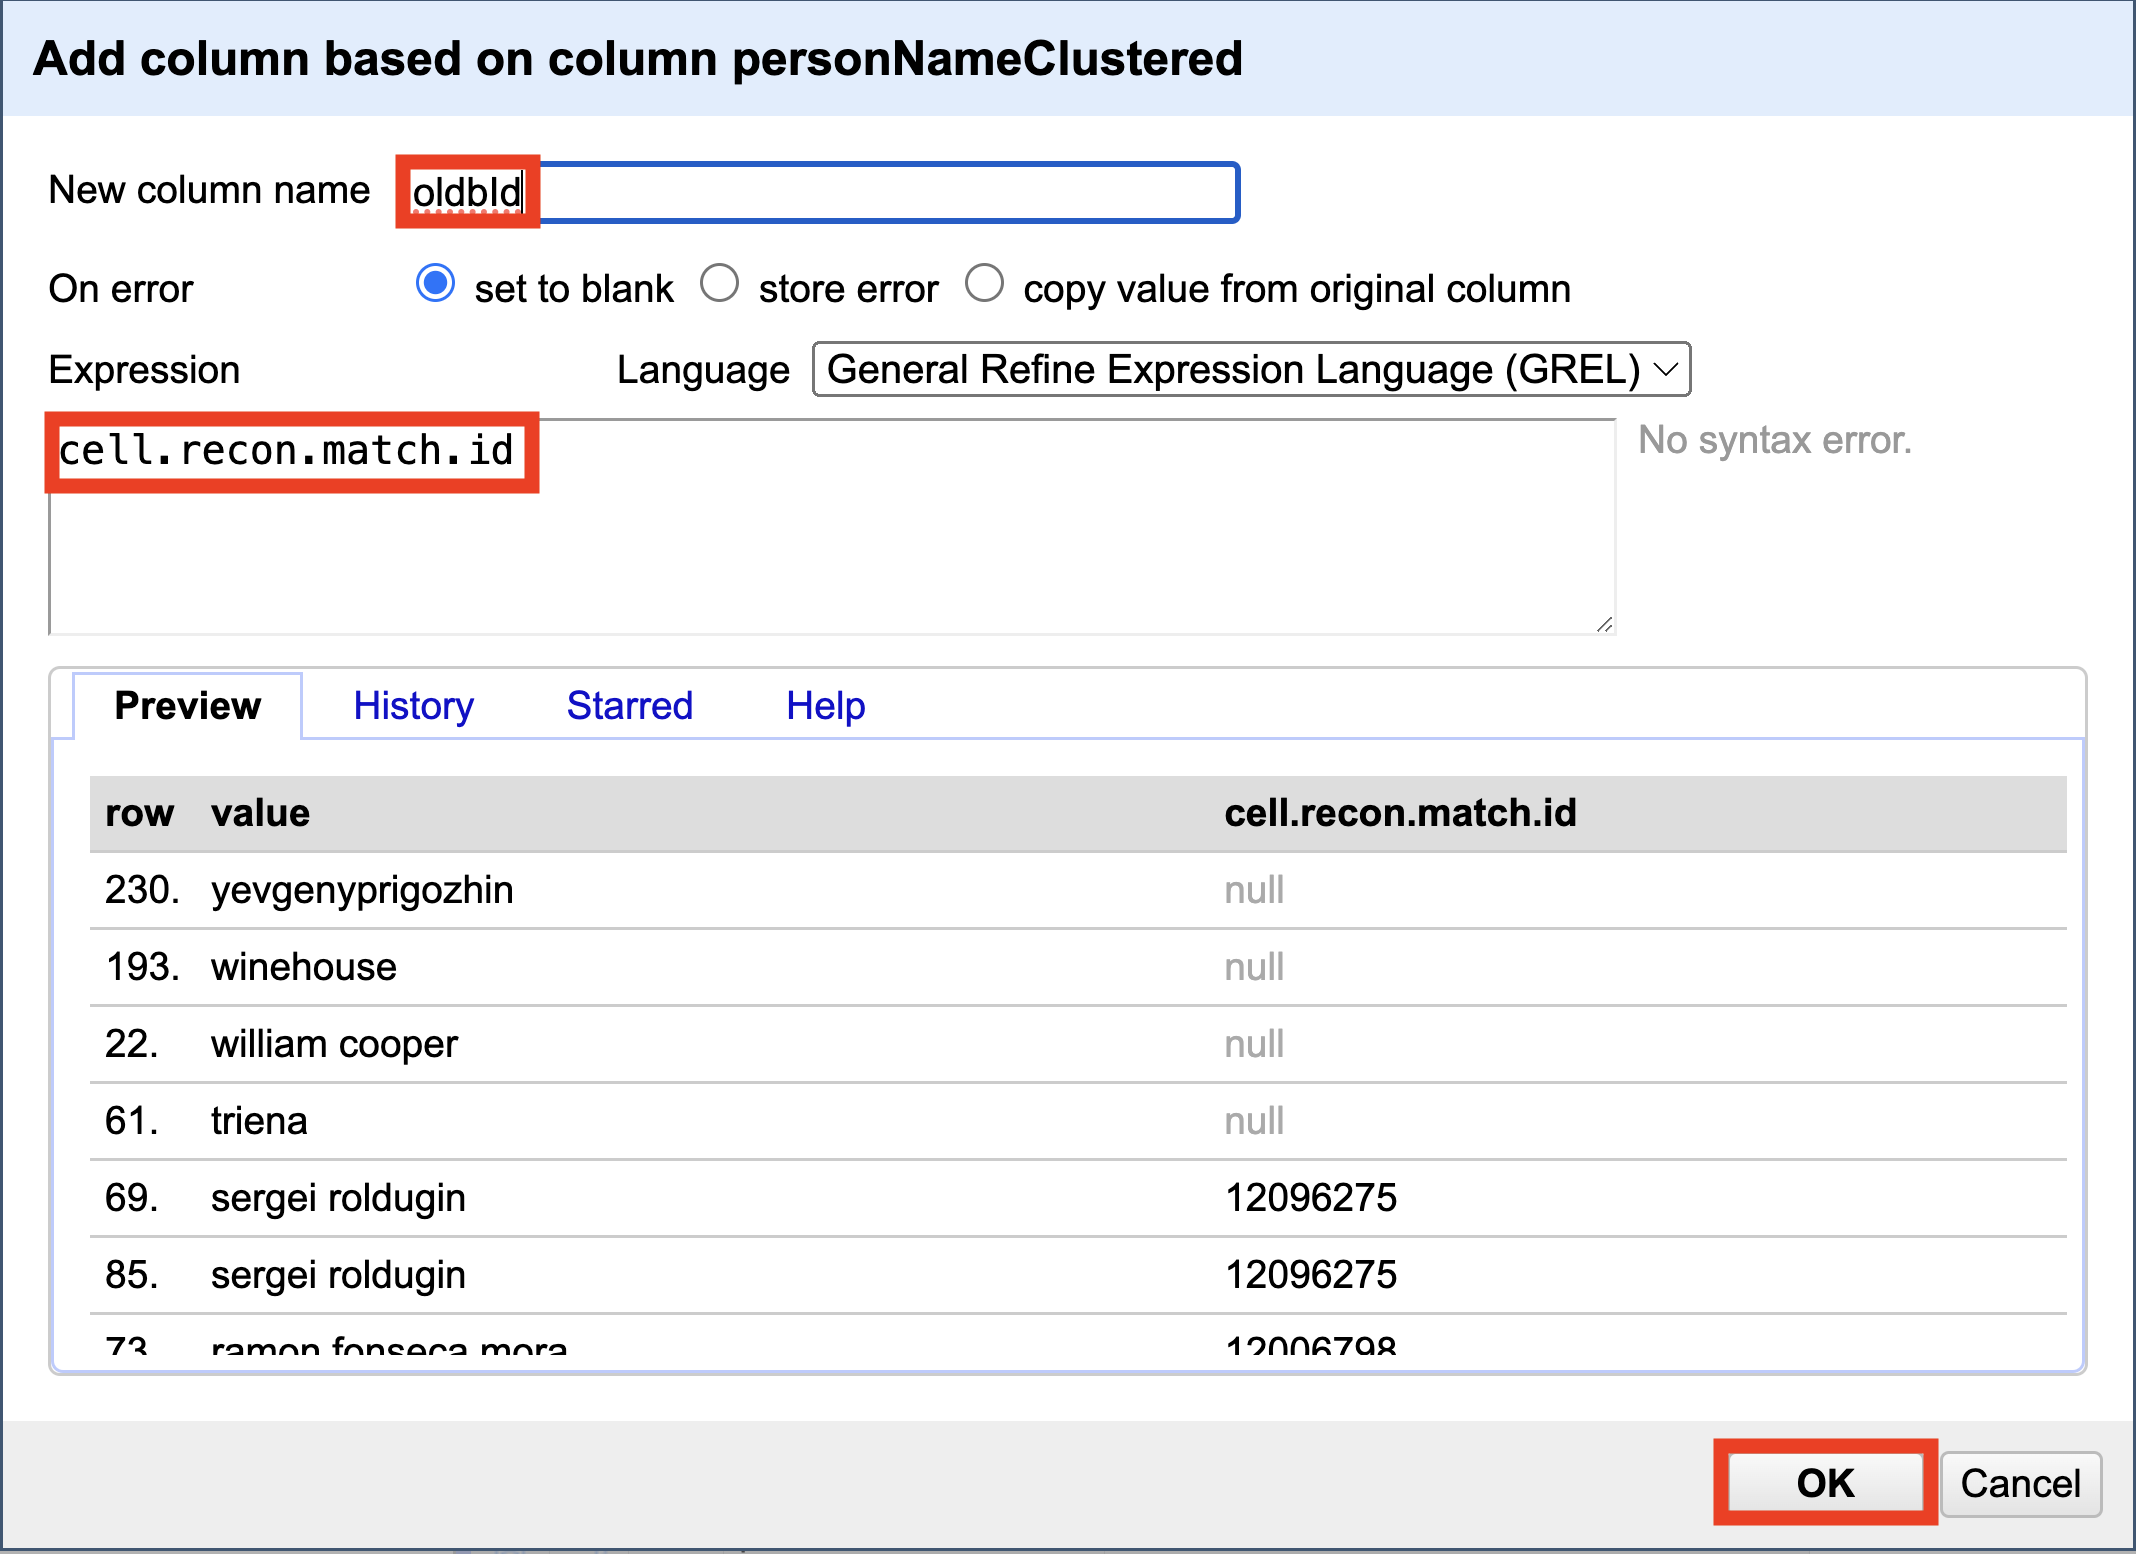 Add column based on column personNameClustered
New column name oldbId
On error set to blank store error copy value from original column
Expression Language General Refine Expression Language (GREL)
cell.recon.match.id No syntax error.
Preview History Starred Help
row value cell.recon.match.id
230. yevgenyprigozhin null
193. winehouse null
22. william cooper null
61. triena null
69. sergei roldugin 12096275
85. sergei roldugin 12096275
73. ramon fonseca mora 12006798
OK Cancel